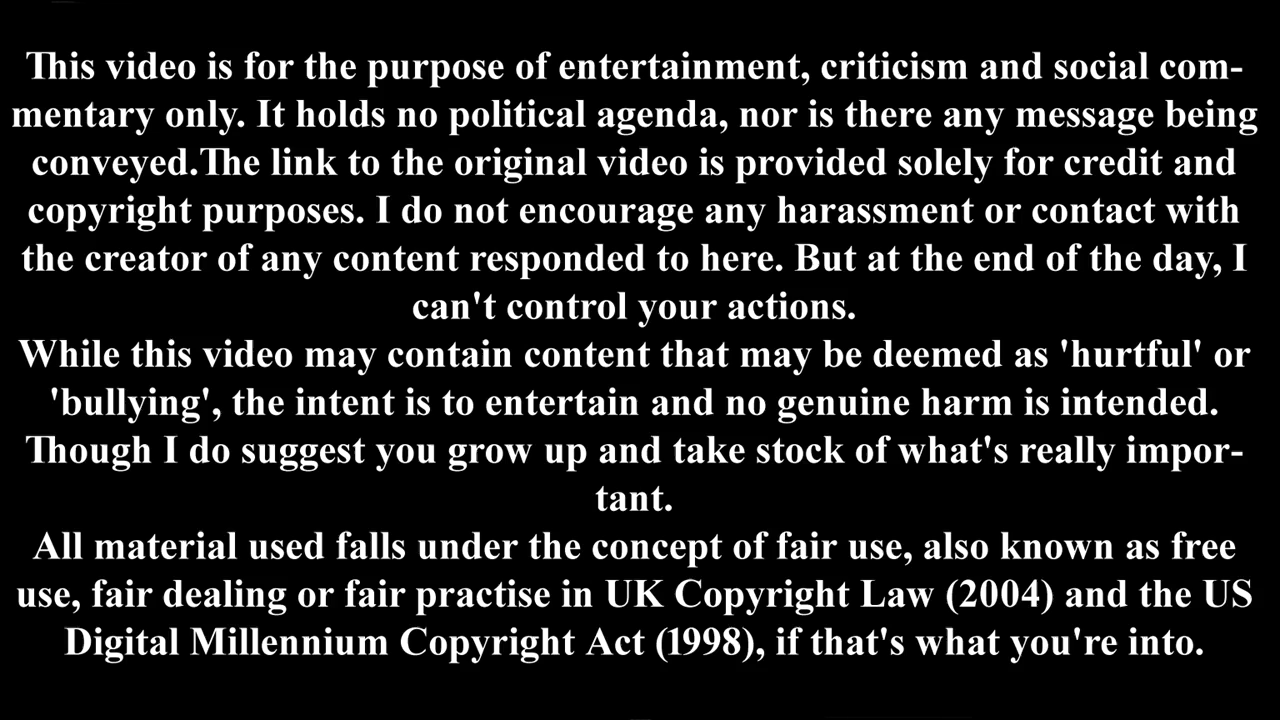 This video is for the purpose of entertainment, criticism and social com-
mentary only. It holds no political agenda, nor is there any message being
conveyed.The link to the original video is provided solely for credit and
copyright purposes. I do not encourage any harassment or contact with
the creator of any content responded to here. But at the end of the day, I
can't control your actions.
While this video may contain content that may be deemed as 'hurtful' or
'bullying', the intent is to entertain and no genuine harm is intended.
Though I do suggest you grow up and take stock of what's really impor-
tant.
All material used falls under the concept of fair use, also known as free
use, fair dealing or fair practise in UK Copyright Law (2004) and the US
Digital Millennium Copyright Act (1998), if that's what you're into.